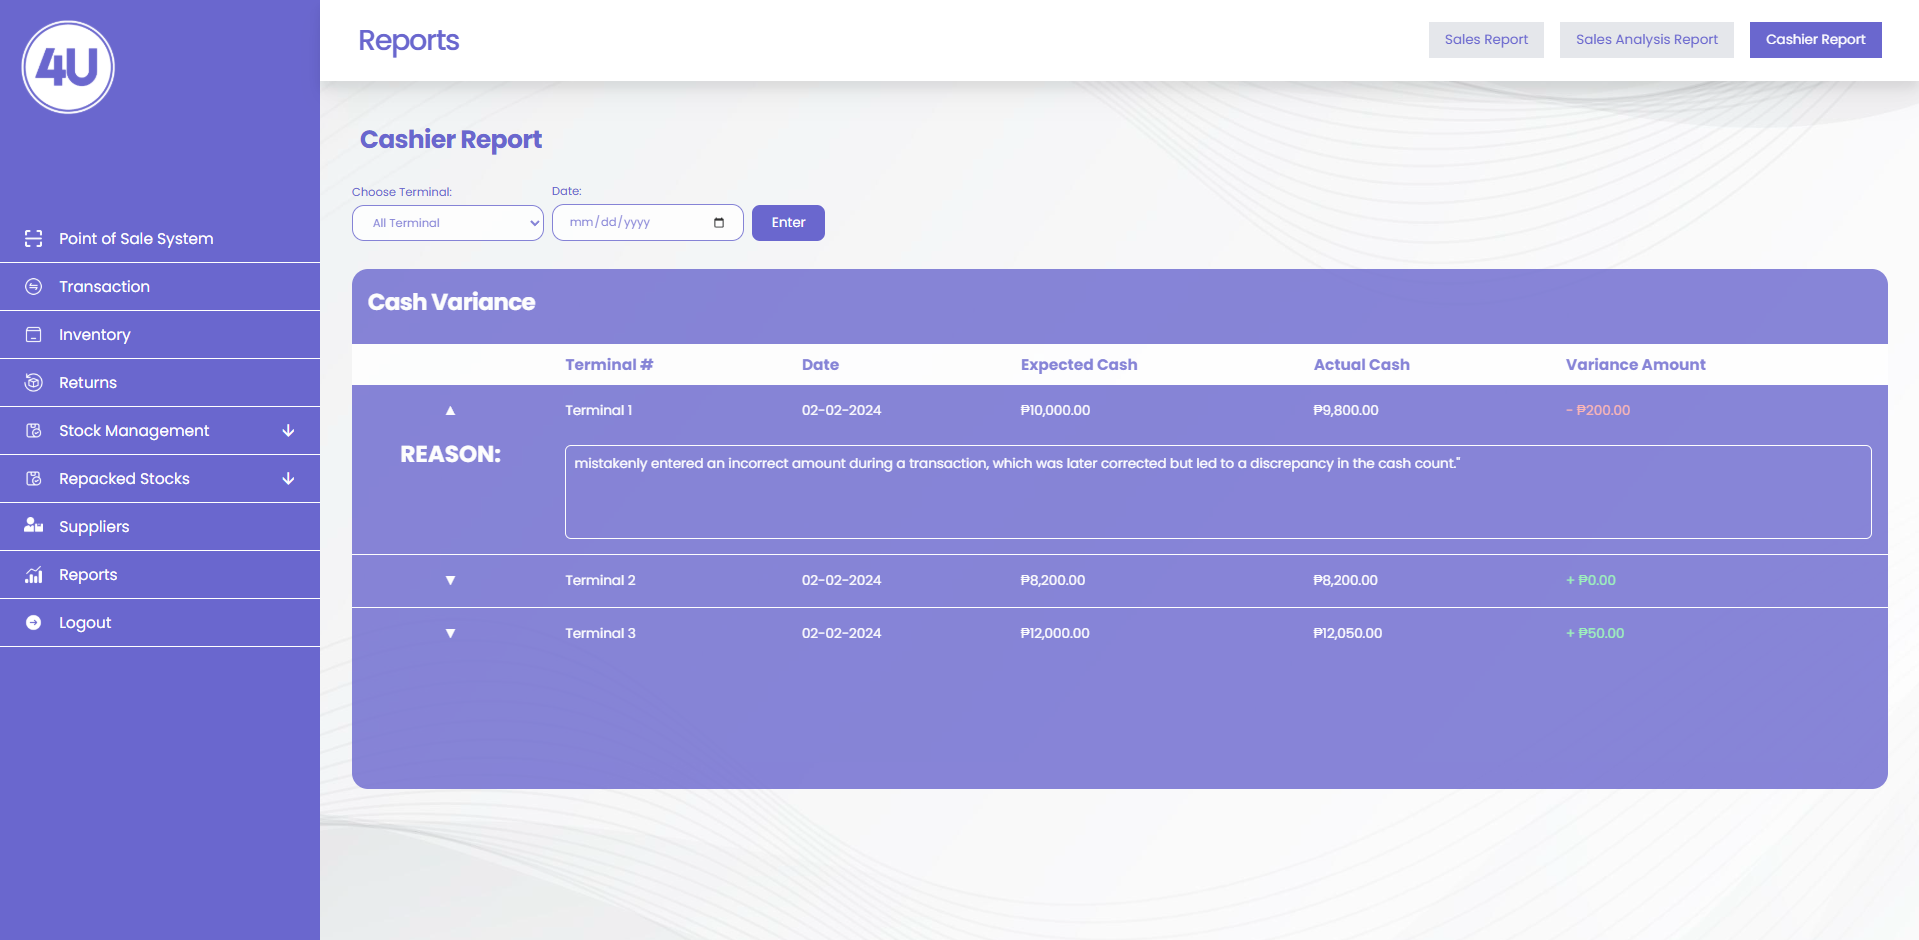 4U
Reports
Sales Report
Sales Analysis Report
Cashier Report
Point of Sale System
Transaction
Inventory
Returns
Stock Management
Repacked Stocks
Suppliers
Reports
Logout
Cashier Report
Choose Terminal:
Date:
All Terminal
mm/dd/yyyy
Enter
Cash Variance
Terminal # Date Expected Cash Actual Cash Variance Amount
▲ Terminal 1 02-02-2024 ₱10,000.00 ₱9,800.00 - ₱200.00
REASON:
mistakenly entered an incorrect amount during a transaction, which was later corrected but led to a discrepancy in the cash count."
▼ Terminal 2 02-02-2024 ₱8,200.00 ₱8,200.00 + ₱0.00
▼ Terminal 3 02-02-2024 ₱12,000.00 ₱12,050.00 + ₱50.00